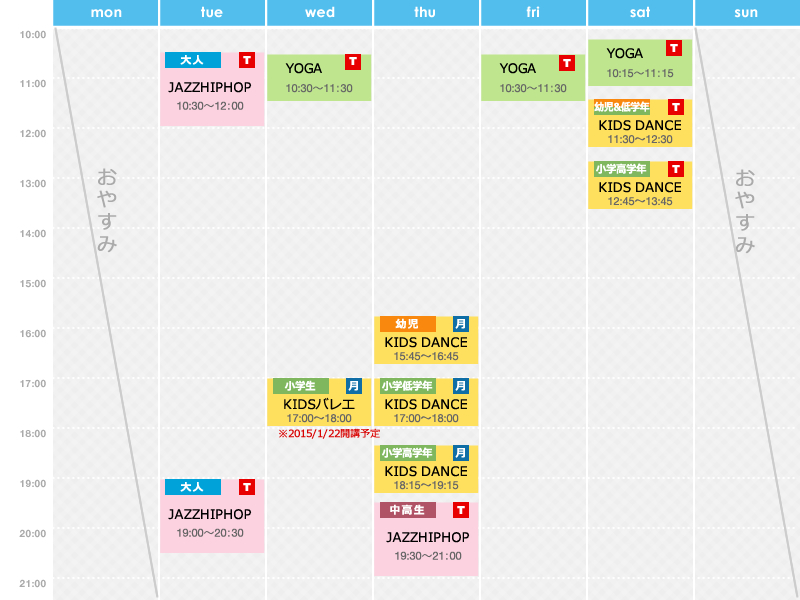 mon
tue
wed
thu
fri
sat
sun
10:00
11:00
12:00
13:00
14:00
15:00
16:00
17:00
18:00
19:00
20:00
21:00
おやすみ
大人 T
JAZZHIPHOP
10:30〜12:00
大人 T
JAZZHIPHOP
19:00〜20:30
T
YOGA
10:30〜11:30
小学生 月
KIDSバレエ
17:00〜18:00
※2015/1/22開講予定
幼児 月
KIDS DANCE
15:45〜16:45
小学低学年 月
KIDS DANCE
17:00〜18:00
小学高学年 月
KIDS DANCE
18:15〜19:15
中高生 T
JAZZHIPHOP
19:30〜21:00
T
YOGA
10:30〜11:30
T
YOGA
10:15〜11:15
幼児&低学年 T
KIDS DANCE
11:30〜12:30
小学高学年 T
KIDS DANCE
12:45〜13:45
おやすみ